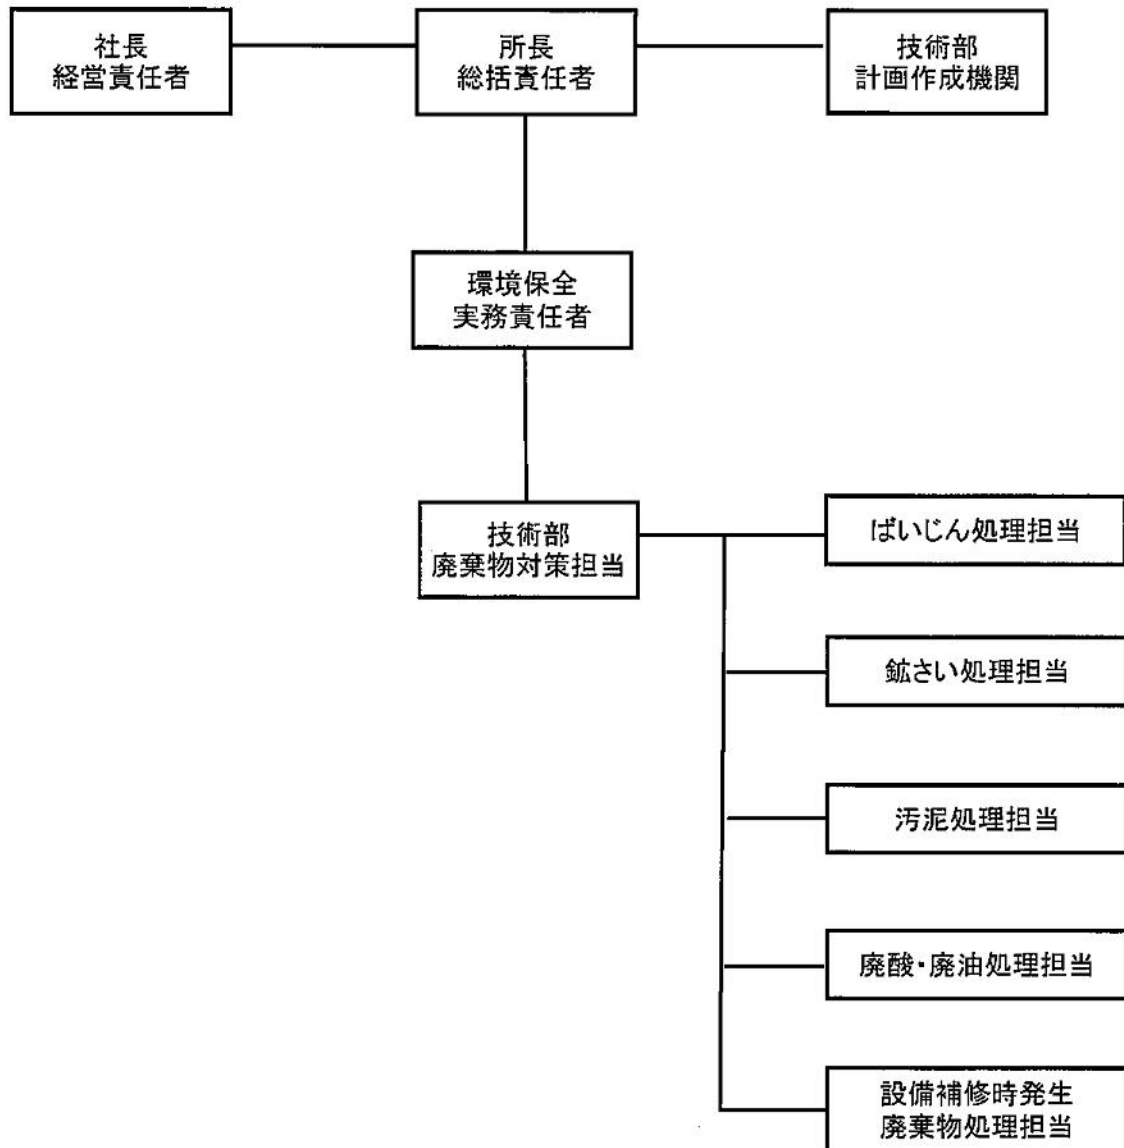 社長
経営責任者
所長
総括責任者
技術部
計画作成機関
環境保全
実務責任者
技術部
廃棄物対策担当
ばいじん処理担当
鉱さい処理担当
汚泥処理担当
廃酸・廃油処理担当
設備補修時発生
廃棄物処理担当